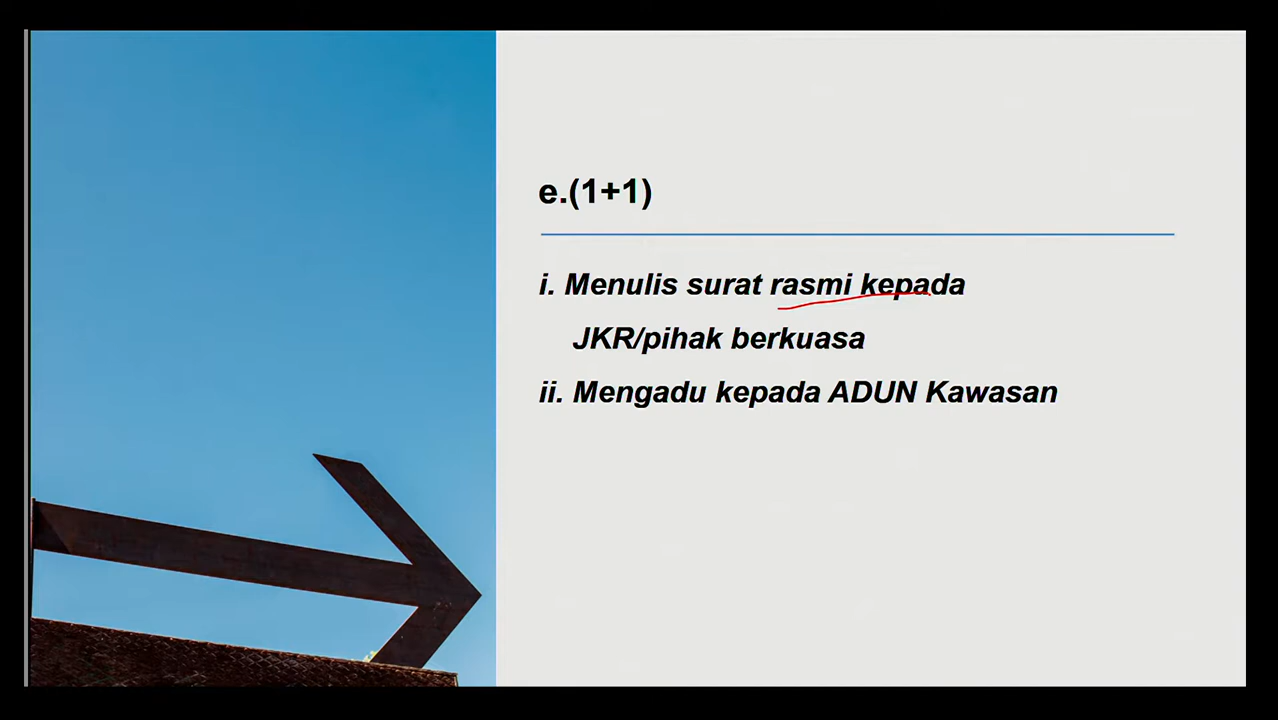 e.(1+1)
i. Menulis surat rasmi kepada
JKR/pihak berkuasa
ii. Mengadu kepada ADUN Kawasan